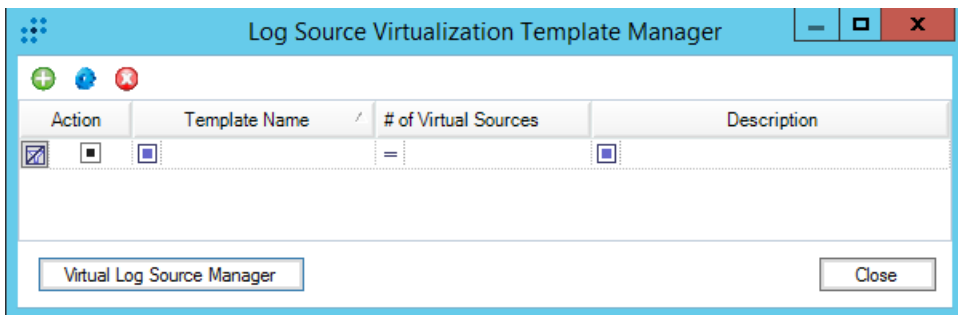 Log Source Virtualization Template Manager
Action Template Name # of Virtual Sources Description
=
Virtual Log Source Manager Close